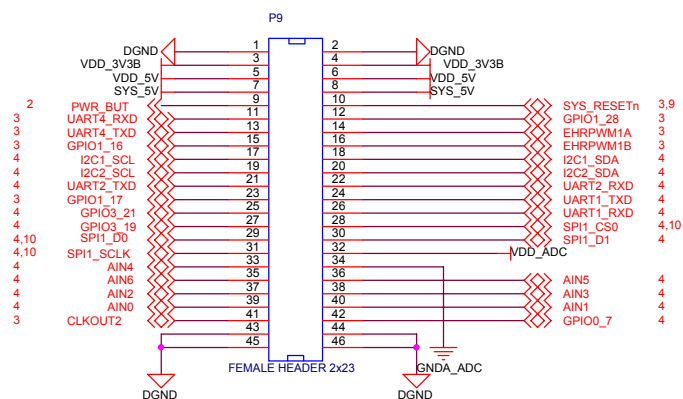 P9
DGND 1 2 DGND
VDD_3V3B 3 4 VDD_3V3B
VDD_5V 5 6 VDD_5V
SYS_5V 7 8 SYS_5V
2 PWR_BUT 9 10 SYS_RESETn 3,9
3 UART4_RXD 11 12 GPIO1_28 3
3 UART4_TXD 13 14 EHRPWM1A 3
3 GPIO1_16 15 16 EHRPWM1B 3
4 I2C1_SCL 17 18 I2C1_SDA 4
4 I2C2_SCL 19 20 I2C2_SDA 4
4 UART2_TXD 21 22 UART2_RXD 4
3 GPIO1_17 23 24 UART1_TXD 4
4 GPIO3_21 25 26 UART1_RXD 4
4 GPIO3_19 27 28 SPI1_CS0 4,10
4,10 SPI1_D0 29 30 SPI1_D1 4
4,10 SPI1_SCLK 31 32 VDD_ADC
4 AIN4 33 34
4 AIN6 35 36 AIN5 4
4 AIN2 37 38 AIN3 4
4 AIN0 39 40 AIN1 4
3 CLKOUT2 41 42 GPIO0_7 4
43 44
45 46
FEMALE HEADER 2x23 GNDA_ADC
DGND DGND